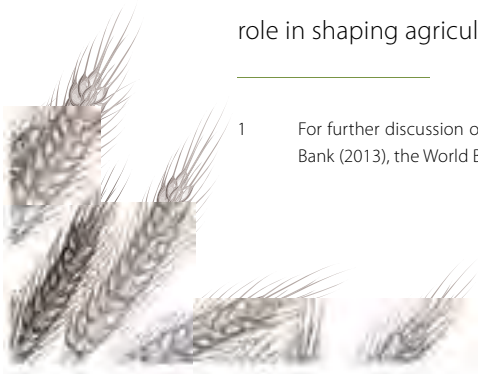 role in shaping agricul
1 For further discussion o
Bank (2013), the World